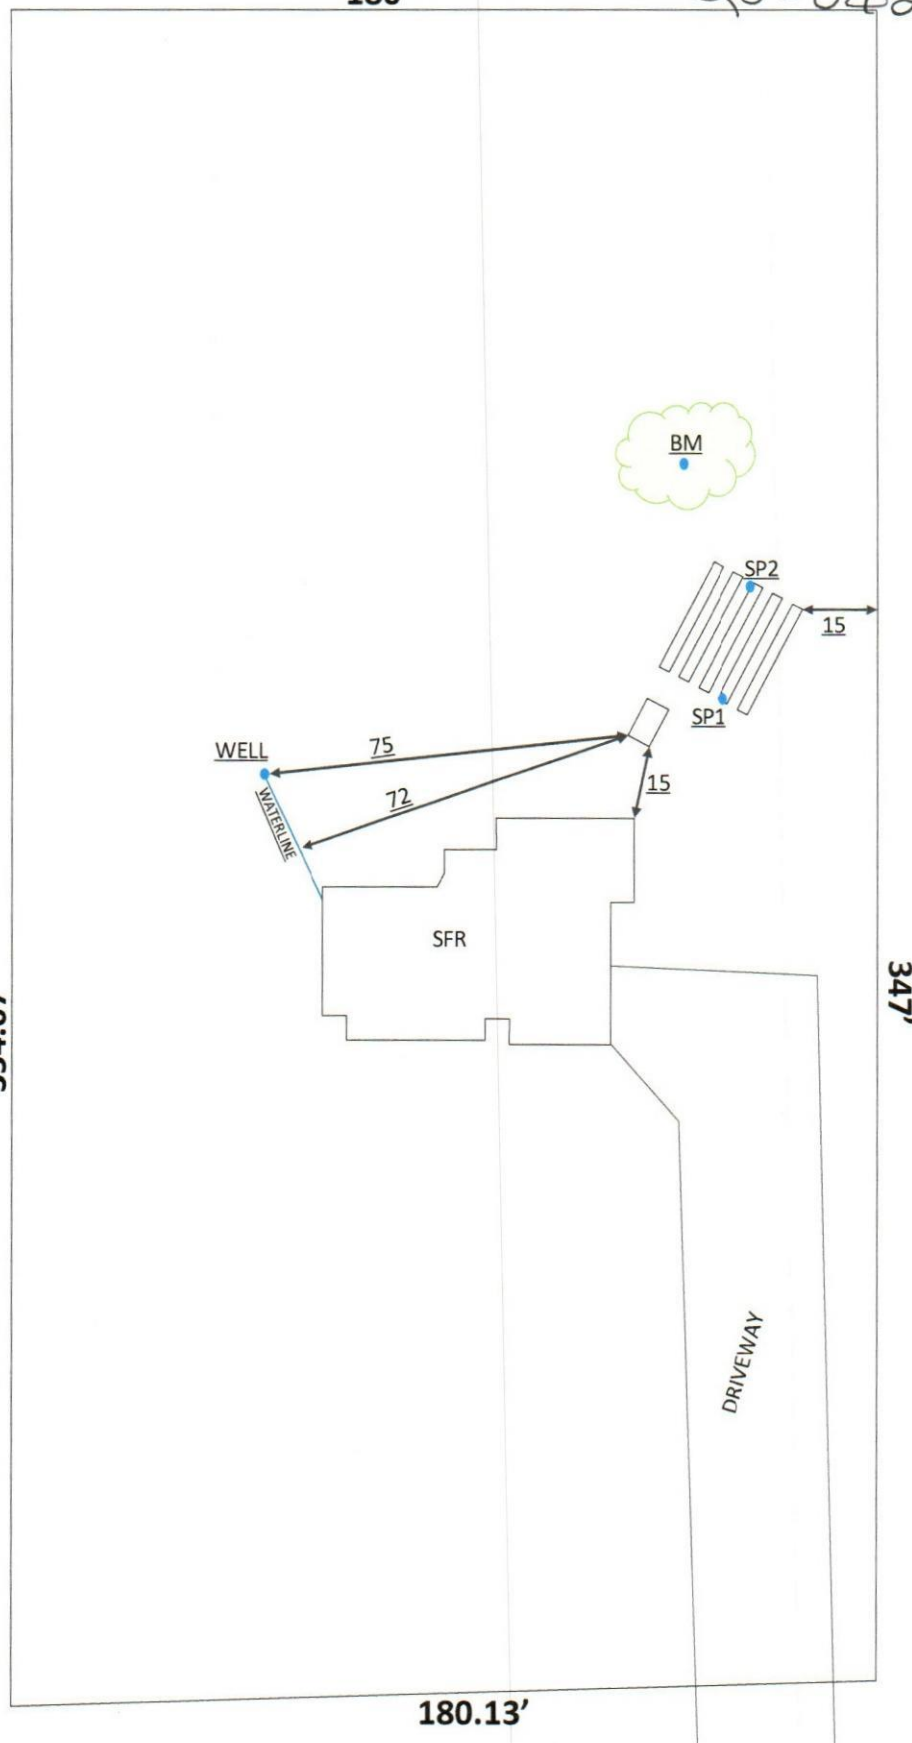 BM
SP2
15
SP1
WELL
75
15
72
WATERLINE
SFR
347'
DRIVEWAY
180.13’